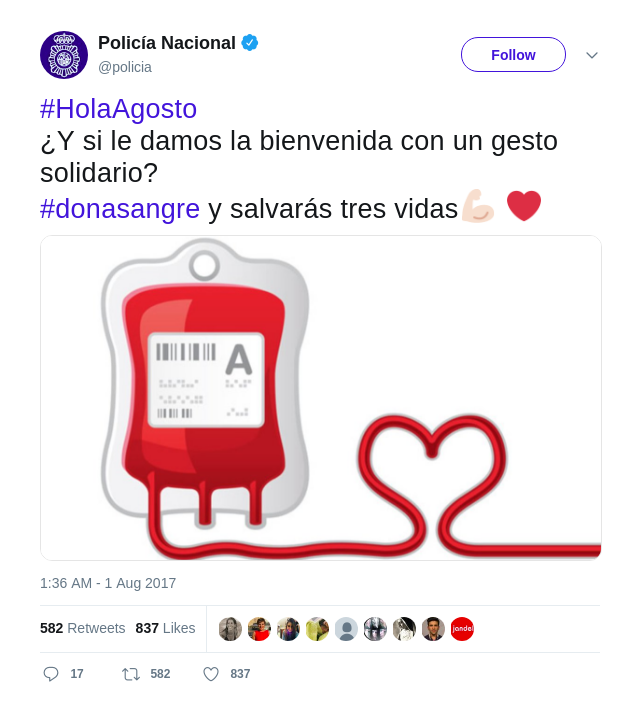 Policía Nacional
@policia
Follow
#HolaAgosto
¿Y si le damos la bienvenida con un gesto
solidario?
#donasangre y salvarás tres vidas💪🏻 ❤️
A
1:36 AM - 1 Aug 2017
582 Retweets 837 Likes
jandel
17 582 837